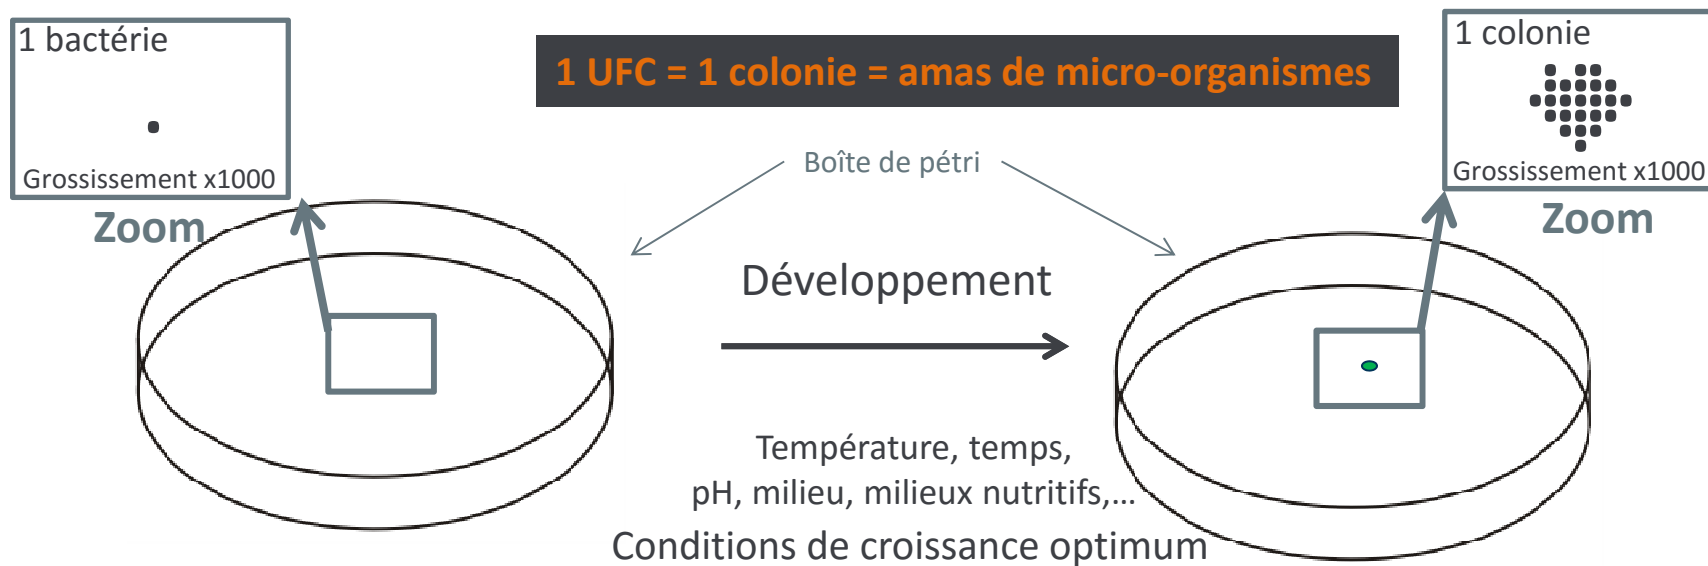 1 bactérie
Grossissement x1000
Zoom
1 UFC = 1 colonie = amas de micro-organismes
1 colonie
Grossissement x1000
Zoom
Boîte de pétri
Développement
Température, temps,
pH, milieu, milieux nutritifs,...
Conditions de croissance optimum